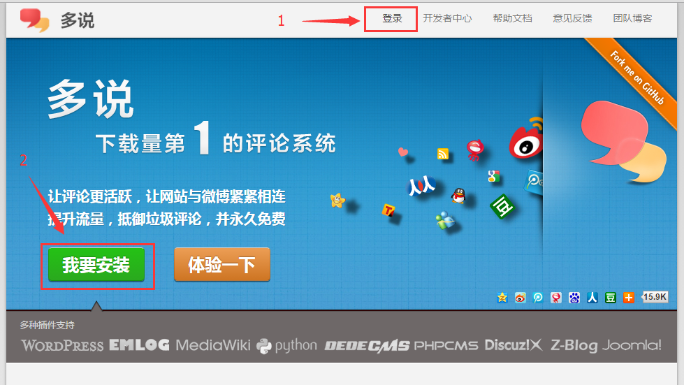 多说
1
登录
开发者中心
帮助文档
意见反馈
团队博客
Fork me on GitHub
多说
下载量第1的评论系统
2
让评论更活跃，让网站与微博紧紧相连
提升流量，抵御垃圾评论，并永久免费
我要安装
体验一下
人人
豆
人
豆
15.9K
多种插件支持
WORDPRESS EMLOG MediaWiki python DEDECMS PHPCMS Discuz!X Z-Blog Joomla!